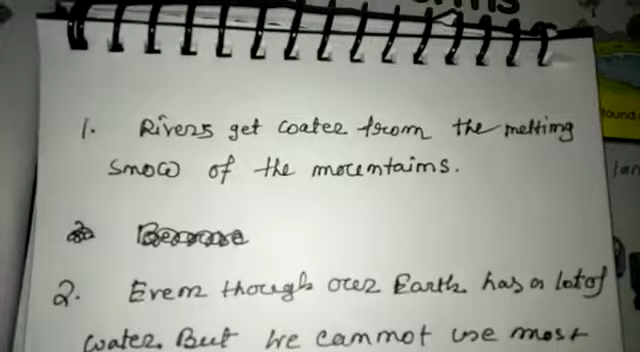 1. Rivers get water from the melting
snow of the mountains.
2. Even though our Earth has a lot of
water. But we cannot use most